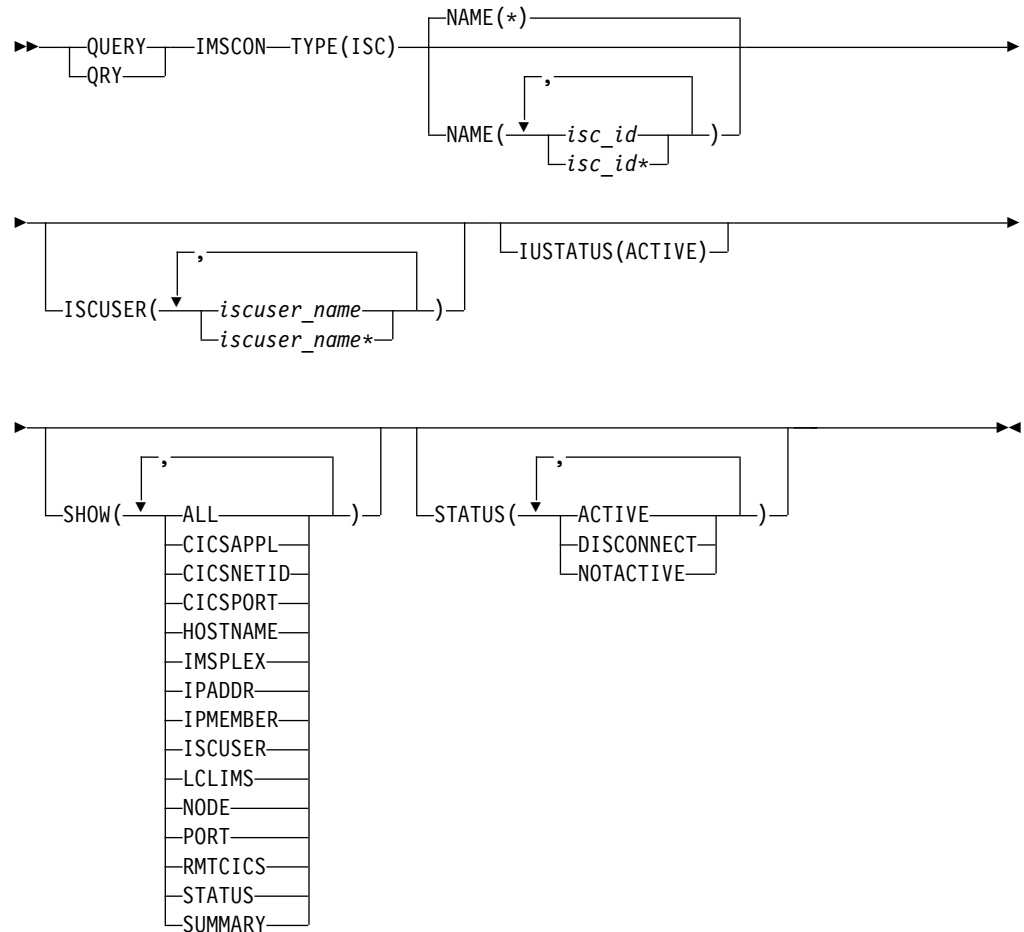 NAME(*)
QUERY IMSCON TYPE(ISC)
QRY
,
NAME( isc_id )
isc_id*
IUSTATUS(ACTIVE)
,
ISCUSER( iscuser_name )
iscuser_name*
, ,
SHOW( ALL ) STATUS( ACTIVE )
CICSAPPL DISCONNECT
CICSNETID NOTACTIVE
CICSPORT
HOSTNAME
IMSPLEX
IPADDR
IPMEMBER
ISCUSER
LCLIMS
NODE
PORT
RMTCICS
STATUS
SUMMARY